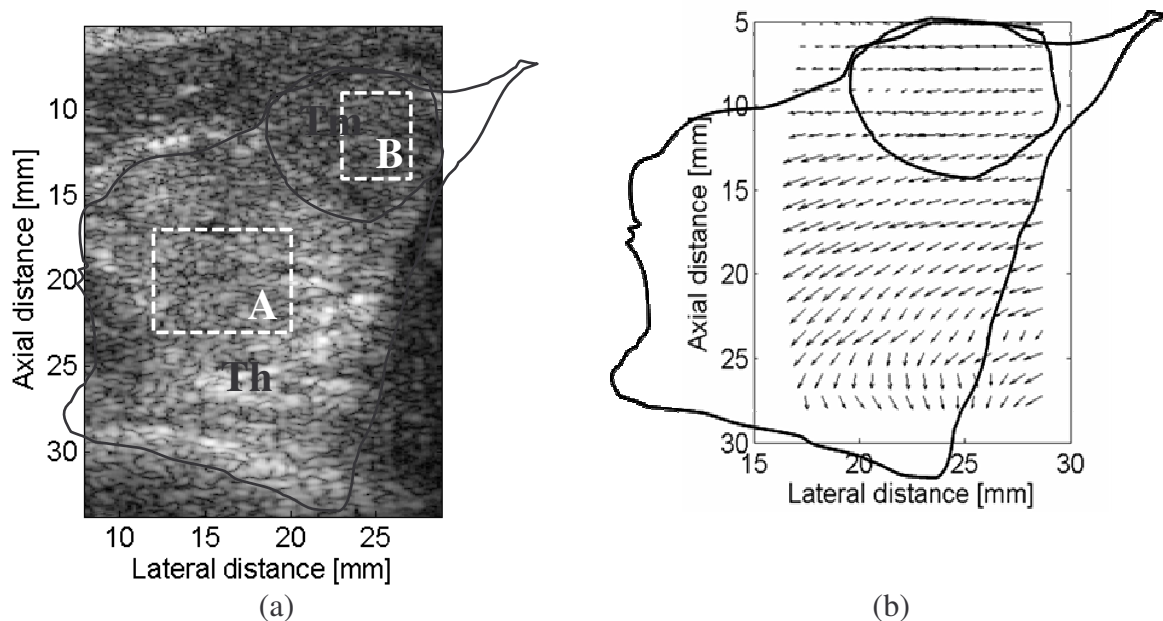 10
15
20
25
30
Axial distance [mm]
Tm
B
A
Th
10 15 20 25
Lateral distance [mm]
(a)
5
10
15
20
25
30
Axial distance [mm]
15 20 25 30
Lateral distance [mm]
(b)